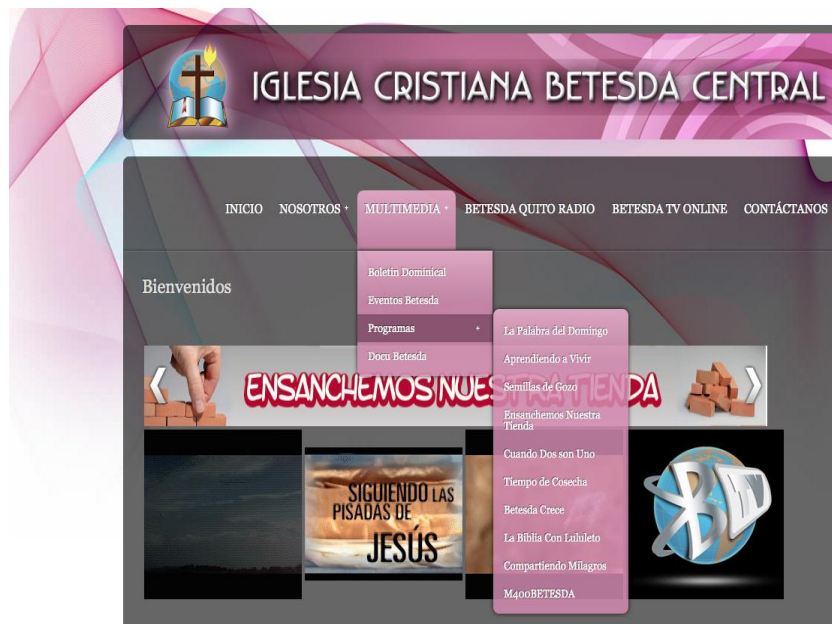 IGLESIA CRISTIANA BETESDA CENTRAL
INICIO NOSOTROS + MULTIMEDIA + BETESDA QUITO RADIO BETESDA TV ONLINE CONTÁCTANOS
Bienvenidos
Boletin Dominical
Eventos Betesda
Programas +
Docu Betesda
La Palabra del Domingo
Aprendiendo a Vivir
Semillas de Gozo
Ensanchemos Nuestra
Tienda
Cuando Dos son Uno
Tiempo de Cosecha
Betesda Crece
La Biblia Con Lululeto
Compartiendo Milagros
M400BETESDA
ENSANCHEMOS NUESTRA TIENDA
SIGUIENDO LAS
PISADAS DE
JESÚS
B TV